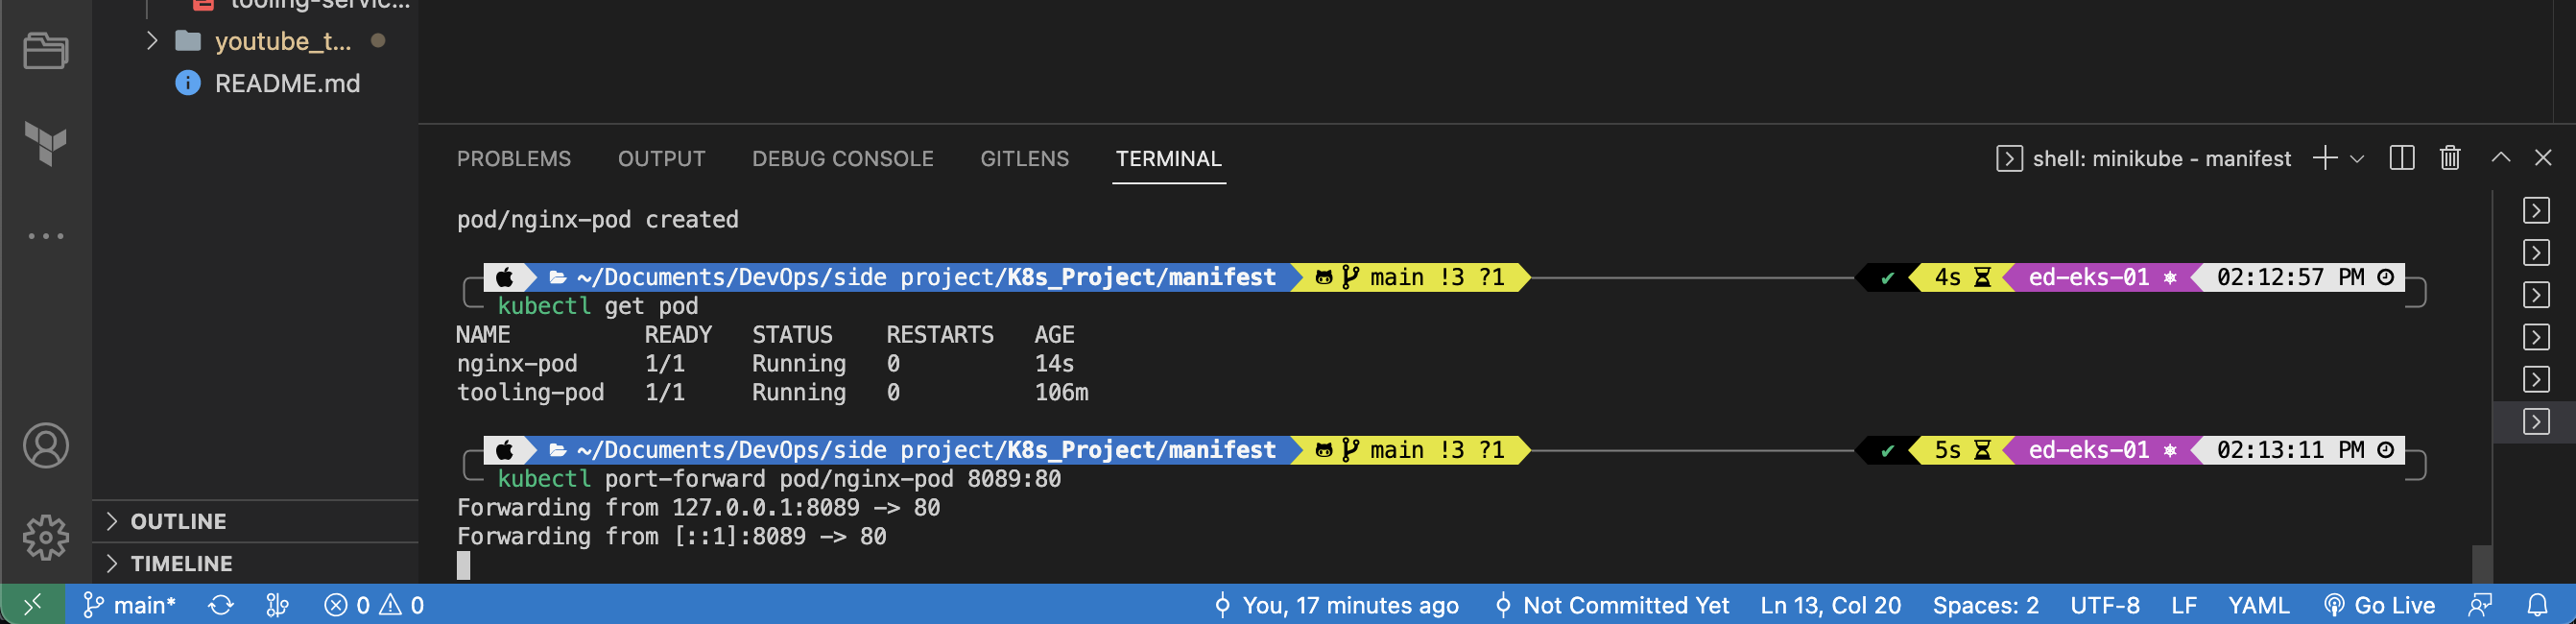 tooling-servic...
youtube_t...
README.md
OUTLINE
TIMELINE
PROBLEMS OUTPUT DEBUG CONSOLE GITLENS TERMINAL
shell: minikube - manifest
pod/nginx-pod created
~/Documents/DevOps/side project/K8s_Project/manifest main !3 ?1 ✔ 4s ed-eks-01 02:12:57 PM
kubectl get pod
NAME READY STATUS RESTARTS AGE
nginx-pod 1/1 Running 0 14s
tooling-pod 1/1 Running 0 106m
~/Documents/DevOps/side project/K8s_Project/manifest main !3 ?1 ✔ 5s ed-eks-01 02:13:11 PM
kubectl port-forward pod/nginx-pod 8089:80
Forwarding from 127.0.0.1:8089 -> 80
Forwarding from [::1]:8089 -> 80
main* 0 0 You, 17 minutes ago Not Committed Yet Ln 13, Col 20 Spaces: 2 UTF-8 LF YAML Go Live